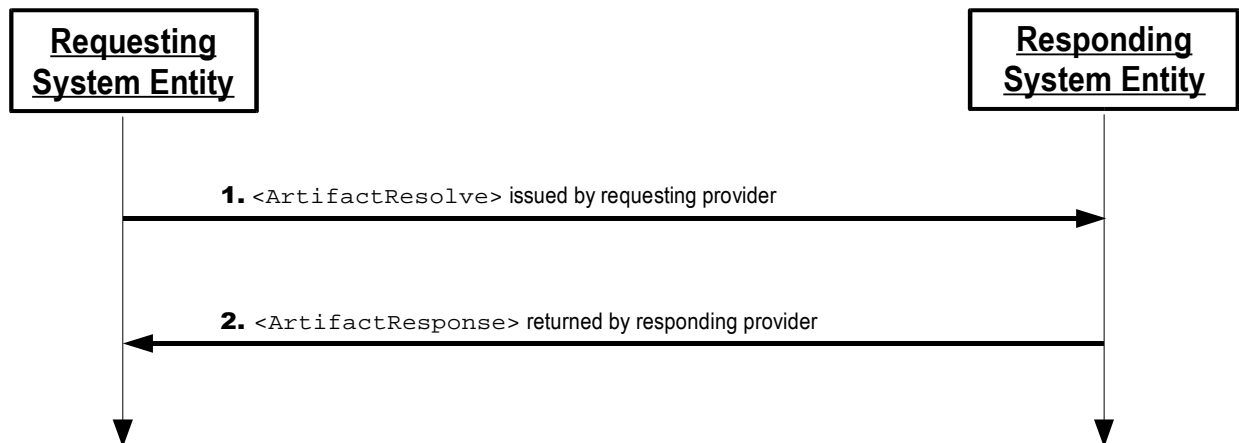 Requesting
System Entity
Responding
System Entity
1. <ArtifactResolve> issued by requesting provider
2. <ArtifactResponse> returned by responding provider